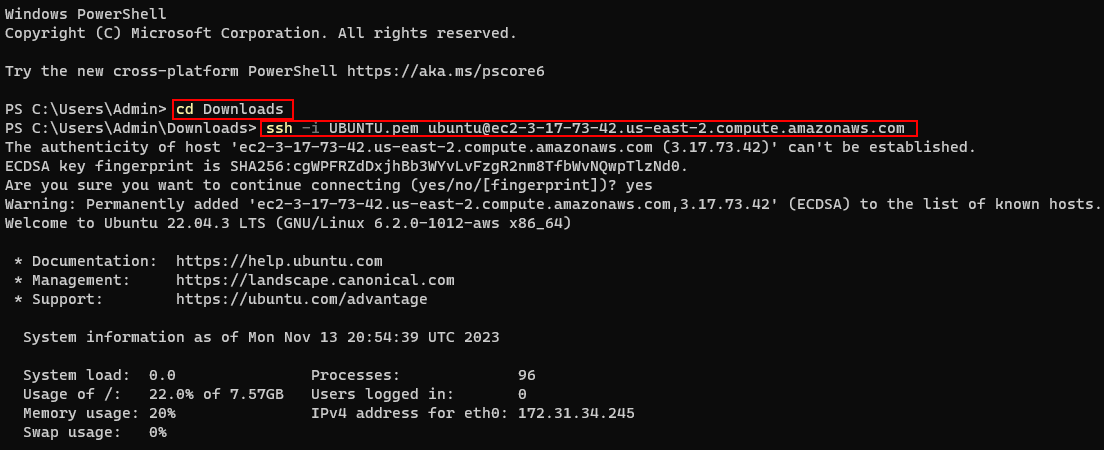 Windows PowerShell
Copyright (C) Microsoft Corporation. All rights reserved.
Try the new cross-platform PowerShell https://aka.ms/pscore6
PS C:\Users\Admin> cd Downloads
PS C:\Users\Admin\Downloads> ssh -i UBUNTU.pem ubuntu@ec2-3-17-73-42.us-east-2.compute.amazonaws.com
The authenticity of host 'ec2-3-17-73-42.us-east-2.compute.amazonaws.com (3.17.73.42)' can't be established.
ECDSA key fingerprint is SHA256:cgWPFRZdDxjhBb3WYvLvFzgR2nm8TfbWvNQwpTlzNd0.
Are you sure you want to continue connecting (yes/no/[fingerprint])? yes
Warning: Permanently added 'ec2-3-17-73-42.us-east-2.compute.amazonaws.com,3.17.73.42' (ECDSA) to the list of known hosts.
Welcome to Ubuntu 22.04.3 LTS (GNU/Linux 6.2.0-1012-aws x86_64)
* Documentation:  https://help.ubuntu.com
* Management:     https://landscape.canonical.com
* Support:        https://ubuntu.com/advantage
System information as of Mon Nov 13 20:54:39 UTC 2023
System load:  0.0               Processes:             96
Usage of /:   22.0% of 7.57GB   Users logged in:       0
Memory usage: 20%               IPv4 address for eth0: 172.31.34.245
Swap usage:   0%